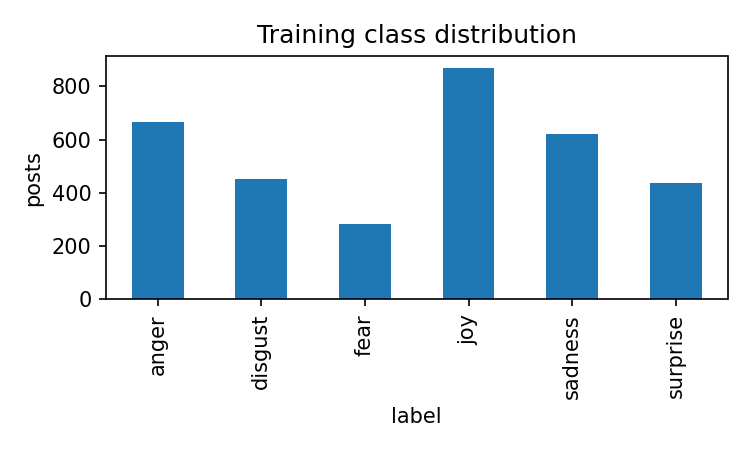 Training class distribution
800
600
400
200
0
posts
anger
disgust
fear
joy
sadness
surprise
label